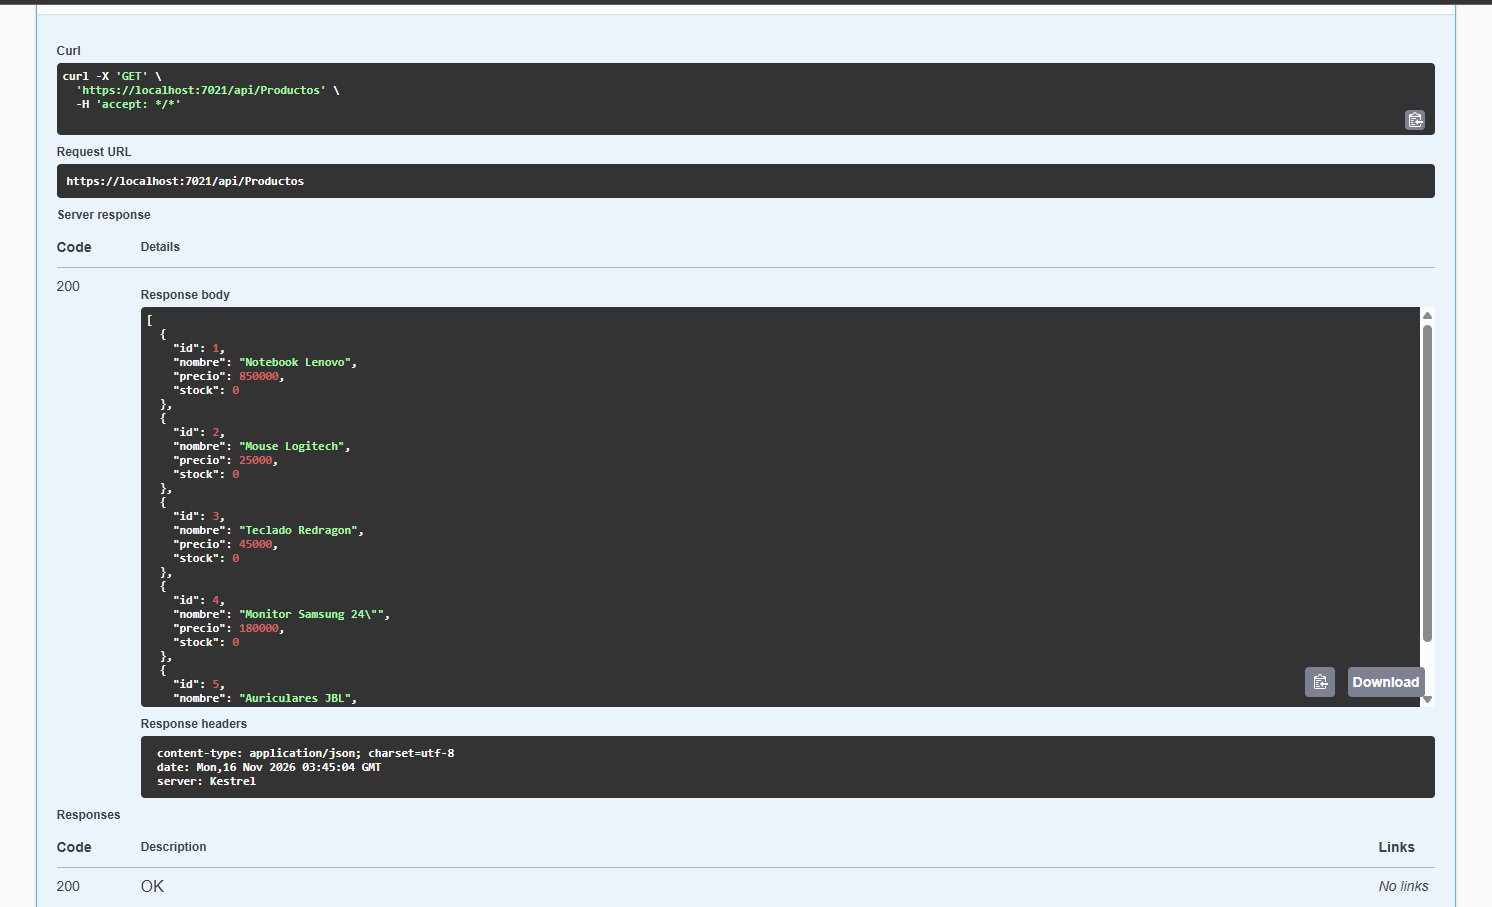 Curl
curl -X 'GET' \
  'https://localhost:7021/api/Productos' \
  -H 'accept: */*'
Request URL
https://localhost:7021/api/Productos
Server response
Code Details
200
Response body
[
  {
    "id": 1,
    "nombre": "Notebook Lenovo",
    "precio": 850000,
    "stock": 0
  },
  {
    "id": 2,
    "nombre": "Mouse Logitech",
    "precio": 25000,
    "stock": 0
  },
  {
    "id": 3,
    "nombre": "Teclado Redragon",
    "precio": 45000,
    "stock": 0
  },
  {
    "id": 4,
    "nombre": "Monitor Samsung 24\"",
    "precio": 180000,
    "stock": 0
  },
  {
    "id": 5,
    "nombre": "Auriculares JBL",
Download
Response headers
content-type: application/json; charset=utf-8
date: Mon,16 Nov 2026 03:45:04 GMT
server: Kestrel
Responses
Code Description Links
200 OK No links